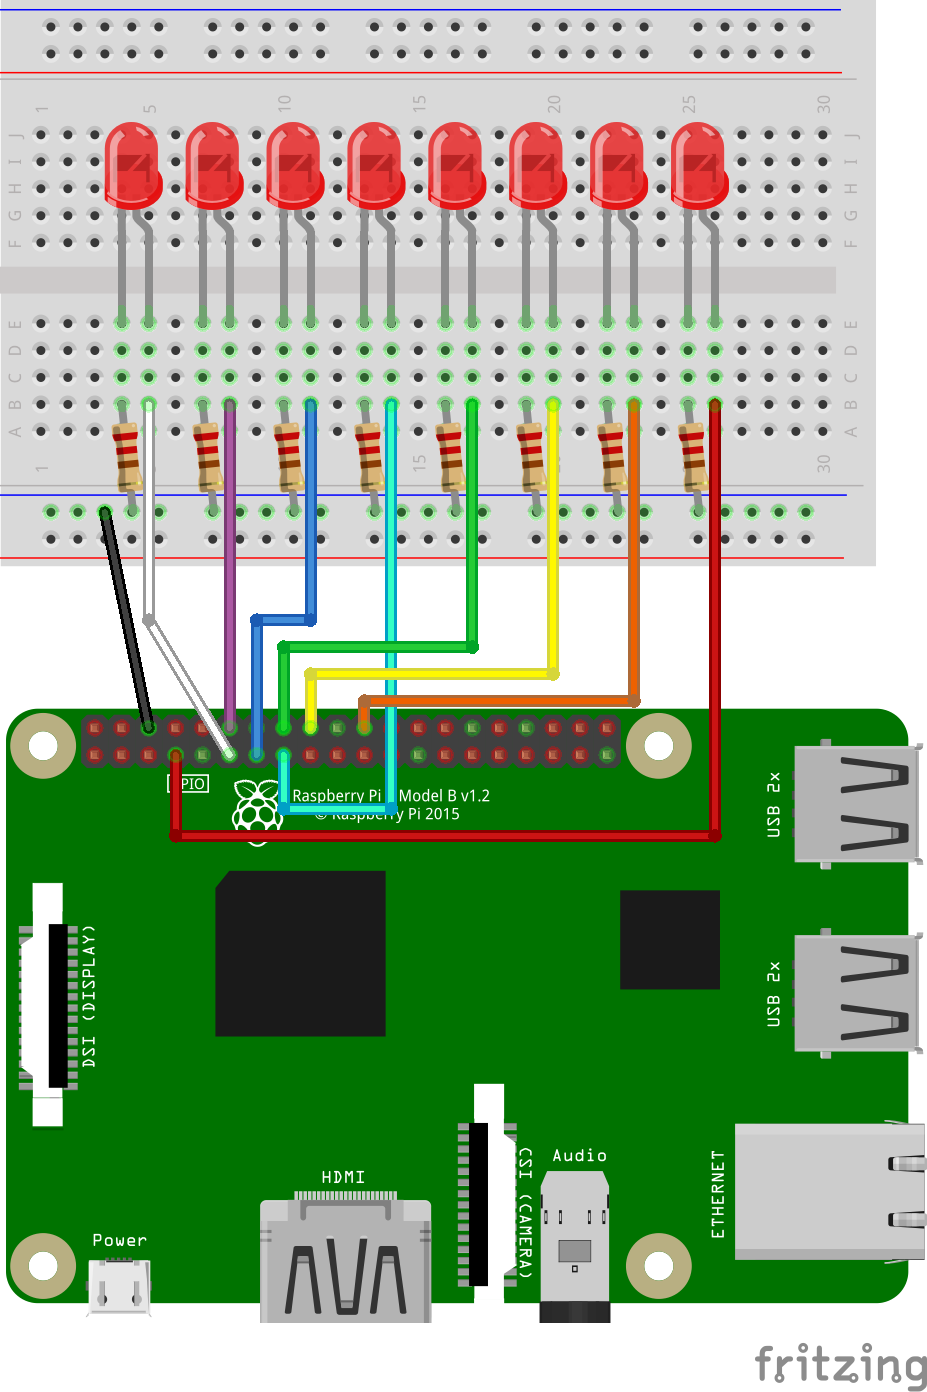 1 5 10 15 20 25 30
J J
I I
H H
G G
F F
E E
D D
C C
B B
A A
1 15 30
GPIO
Raspberry Pi Model B v1.2
© Raspberry Pi 2015
USB 2x
DSI (DISPLAY)
USB 2x
HDMI
Audio
CSI (CAMERA)
ETHERNET
Power
fritzing